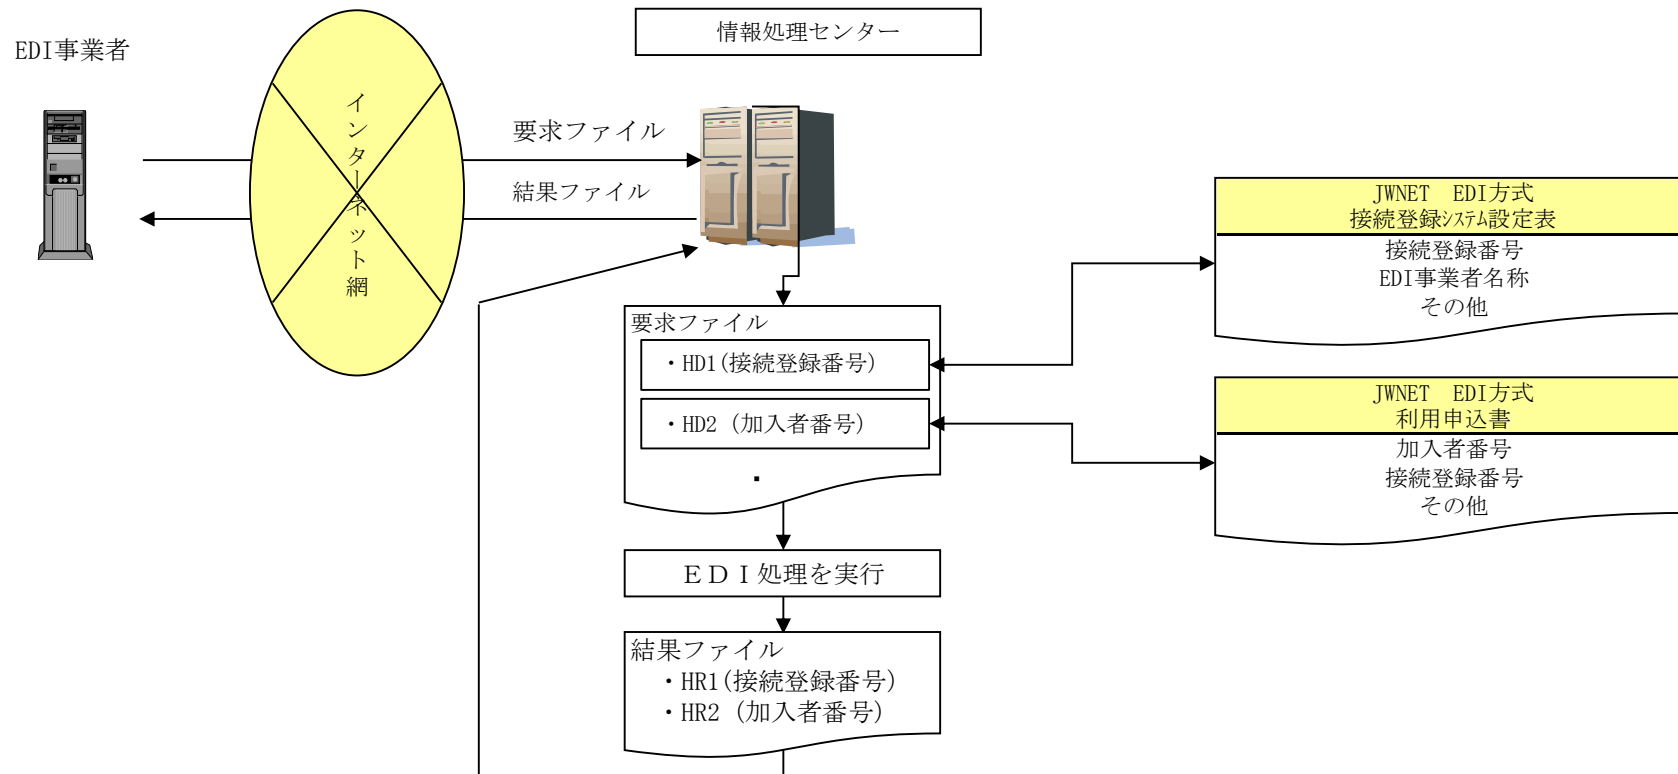 情報処理センター
EDI事業者
インターネット網
要求ファイル
結果ファイル
JWNET　EDI方式
接続登録ｼｽﾃﾑ設定表
接続登録番号
EDI事業者名称
その他
要求ファイル
・HD1(接続登録番号)
・HD2 (加入者番号)
.
JWNET　EDI方式
利用申込書
加入者番号
接続登録番号
その他
ＥＤＩ処理を実行
結果ファイル
・HR1(接続登録番号)
・HR2 (加入者番号)